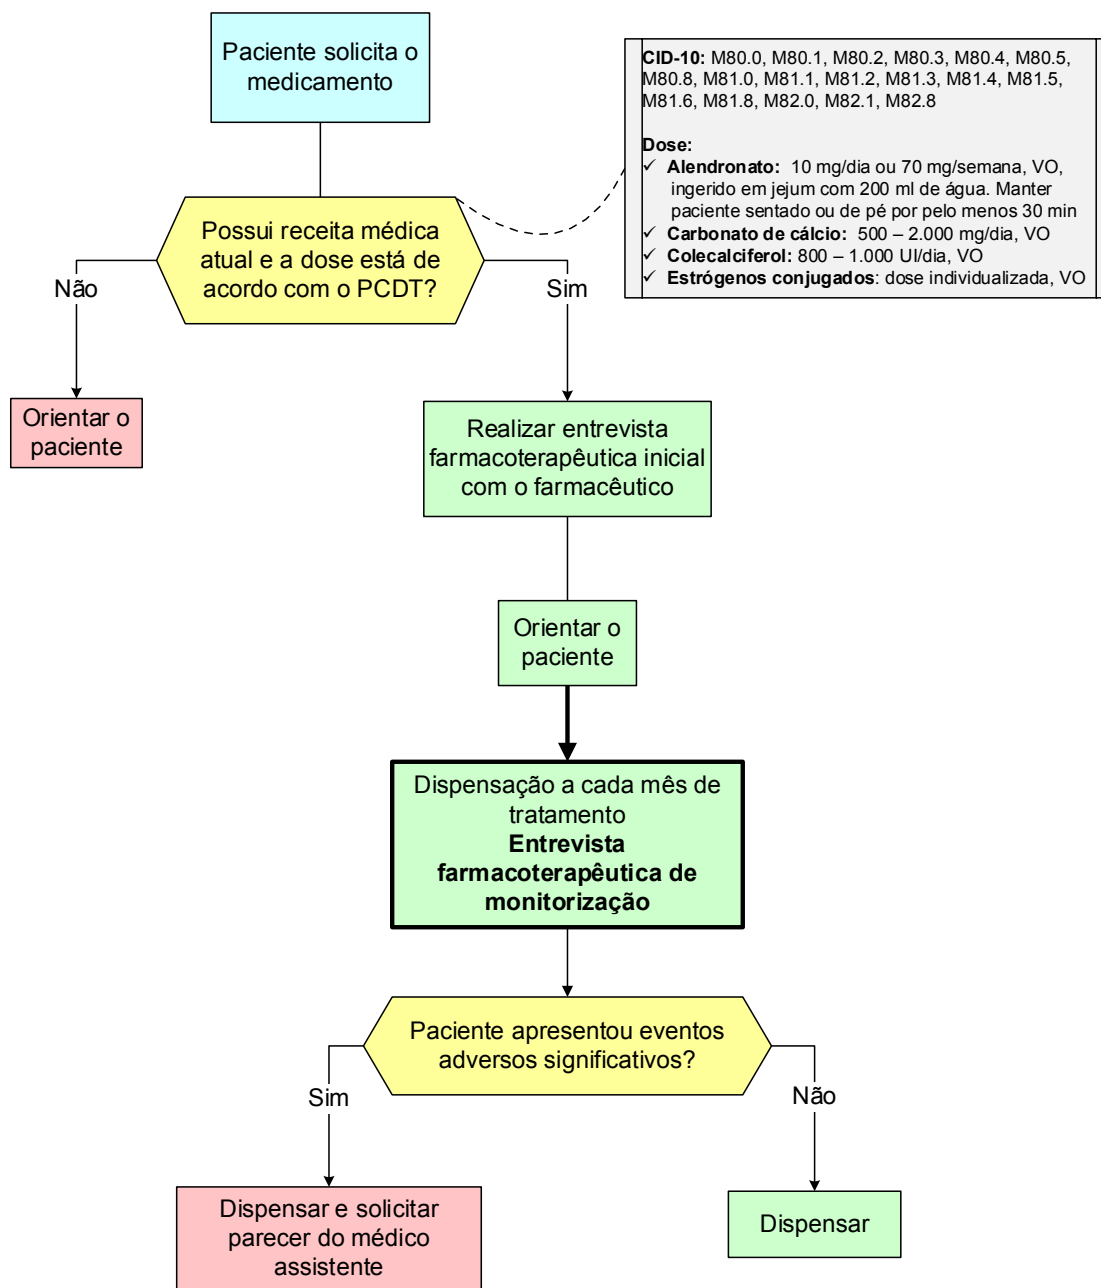 Paciente solicita o
medicamento
CID-10: M80.0, M80.1, M80.2, M80.3, M80.4, M80.5,
M80.8, M81.0, M81.1, M81.2, M81.3, M81.4, M81.5,
M81.6, M81.8, M82.0, M82.1, M82.8
Dose:
✓ Alendronato: 10 mg/dia ou 70 mg/semana, VO,
ingerido em jejum com 200 ml de água. Manter
paciente sentado ou de pé por pelo menos 30 min
✓ Carbonato de cálcio: 500 – 2.000 mg/dia, VO
✓ Colecalciferol: 800 – 1.000 UI/dia, VO
✓ Estrógenos conjugados: dose individualizada, VO
Possui receita médica
atual e a dose está de
acordo com o PCDT?
Não
Sim
Orientar o
paciente
Realizar entrevista
farmacoterapêutica inicial
com o farmacêutico
Orientar o
paciente
Dispensação a cada mês de
tratamento
Entrevista
farmacoterapêutica de
monitorização
Paciente apresentou eventos
adversos significativos?
Sim
Não
Dispensar e solicitar
parecer do médico
assistente
Dispensar